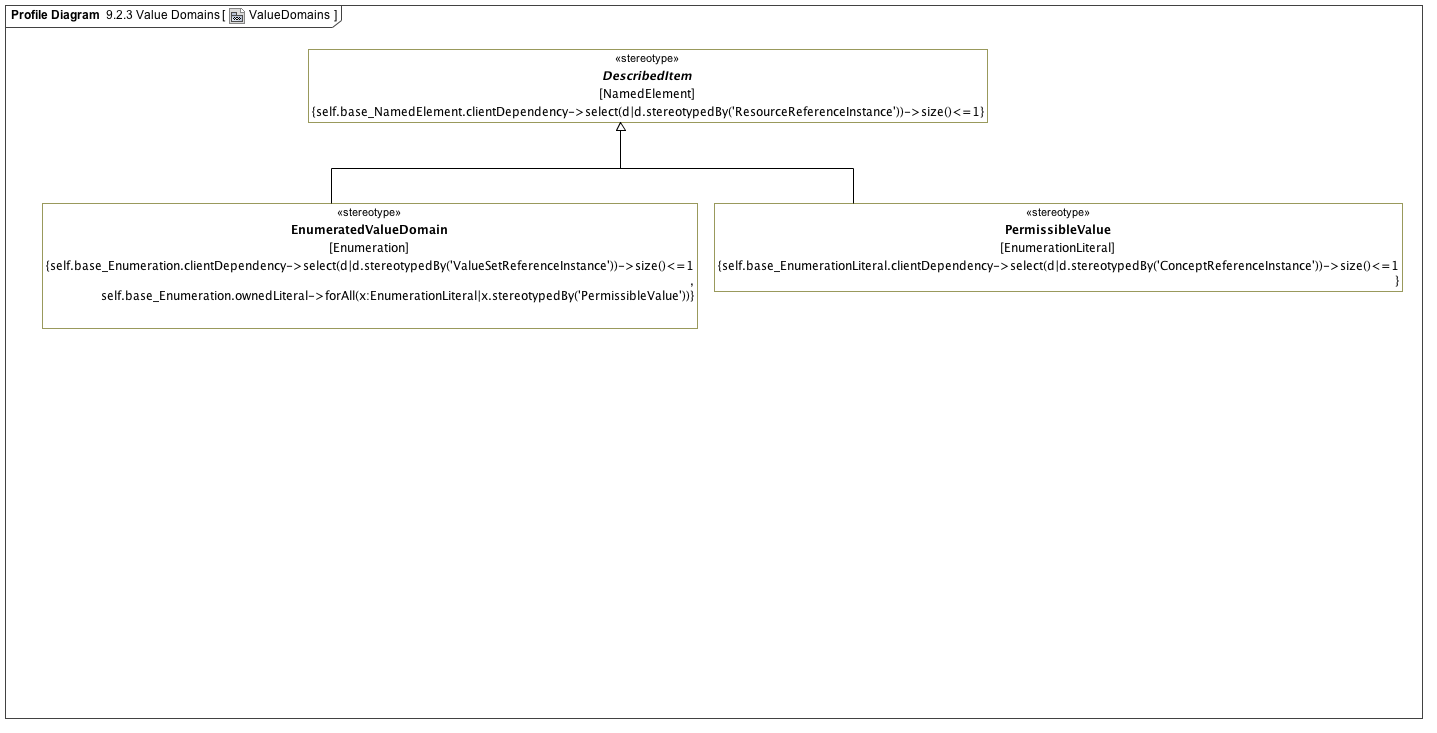 Profile Diagram 9.2.3 Value Domains [ ValueDomains ]
«stereotype»
DescribedItem
[NamedElement]
{self.base_NamedElement.clientDependency->select(d|d.stereotypedBy('ResourceReferenceInstance'))->size()<=1}
«stereotype»
EnumeratedValueDomain
[Enumeration]
{self.base_Enumeration.clientDependency->select(d|d.stereotypedBy('ValueSetReferenceInstance'))->size()<=1
,
self.base_Enumeration.ownedLiteral->forAll(x:EnumerationLiteral|x.stereotypedBy('PermissibleValue'))}
«stereotype»
PermissibleValue
[EnumerationLiteral]
{self.base_EnumerationLiteral.clientDependency->select(d|d.stereotypedBy('ConceptReferenceInstance'))->size()<=1
}